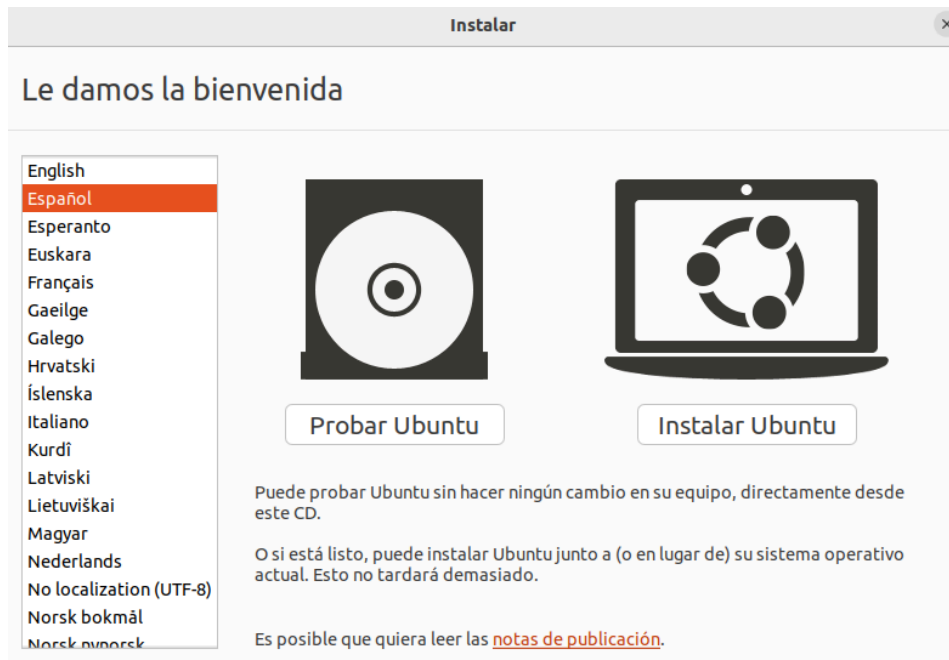 Instalar
Le damos la bienvenida
English
Español
Esperanto
Euskara
Français
Gaeilge
Galego
Hrvatski
Íslenska
Italiano
Kurdî
Latviski
Lietuviškai
Magyar
Nederlands
No localization (UTF-8)
Norsk bokmål
Norsk nynorsk
Probar Ubuntu
Instalar Ubuntu
Puede probar Ubuntu sin hacer ningún cambio en su equipo, directamente desde
este CD.
O si está listo, puede instalar Ubuntu junto a (o en lugar de) su sistema operativo
actual. Esto no tardará demasiado.
Es posible que quiera leer las notas de publicación.